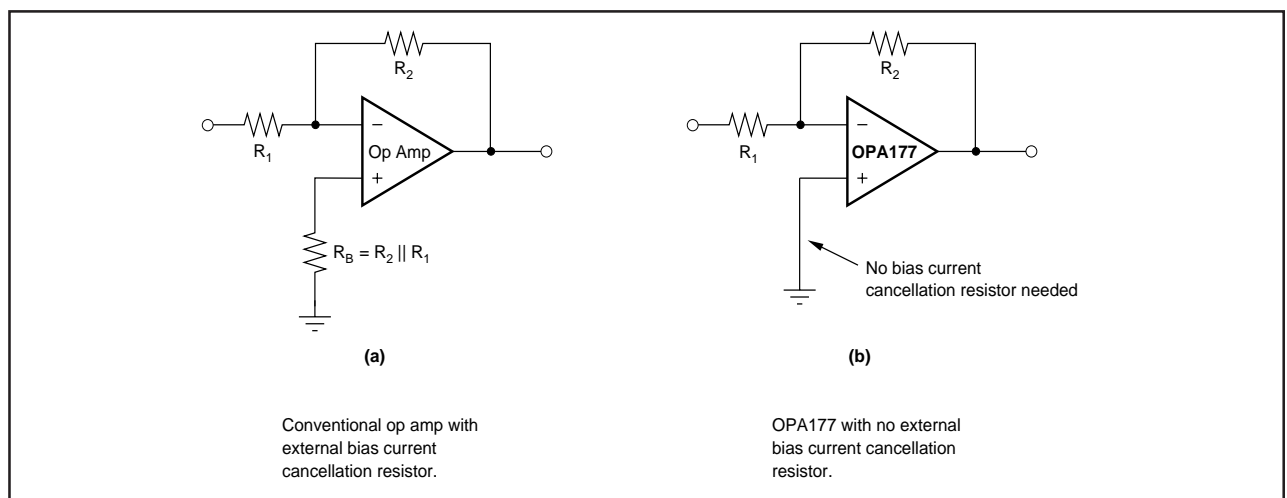 R2
R1
−
Op Amp
+
RB = R2 || R1
(a)
Conventional op amp with
external bias current
cancellation resistor.
R2
R1
−
OPA177
+
No bias current
cancellation resistor needed
(b)
OPA177 with no external
bias current cancellation
resistor.